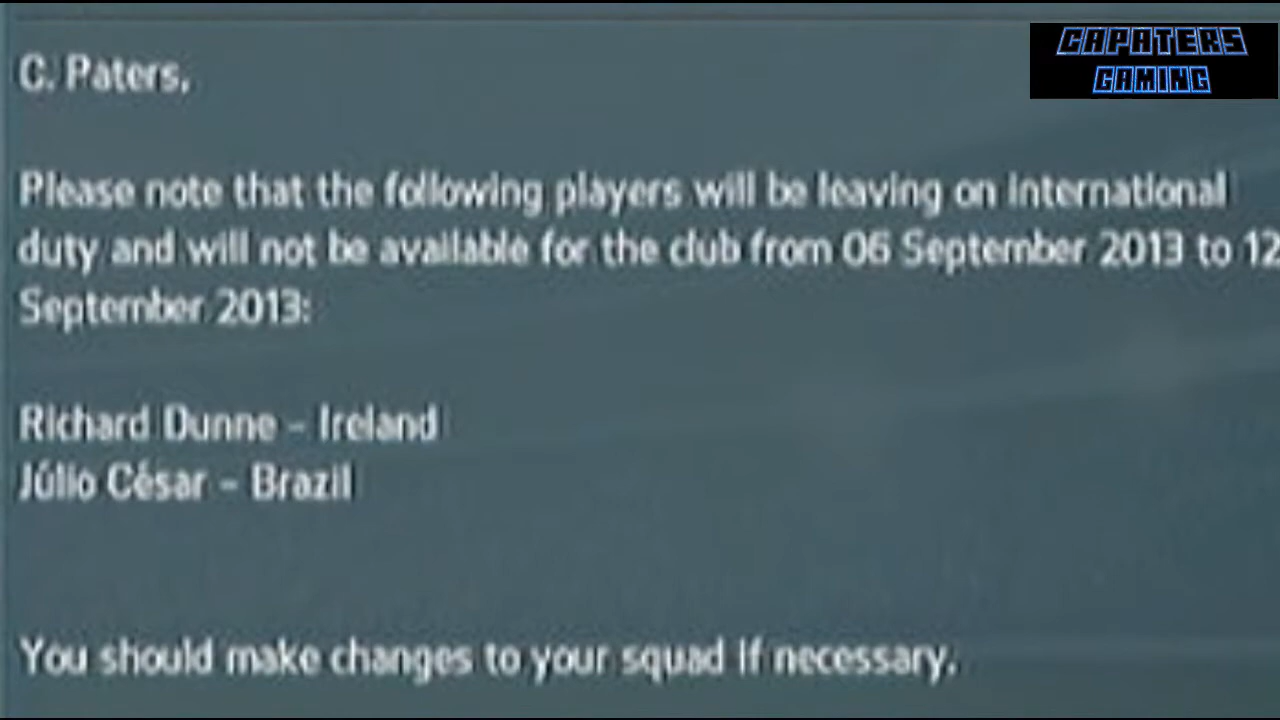 CAPATERS
GAMING
C. Paters,
Please note that the following players will be leaving on international
duty and will not be available for the club from 06 September 2013 to 12
September 2013:
Richard Dunne - Ireland
Júlio César - Brazil
You should make changes to your squad if necessary.